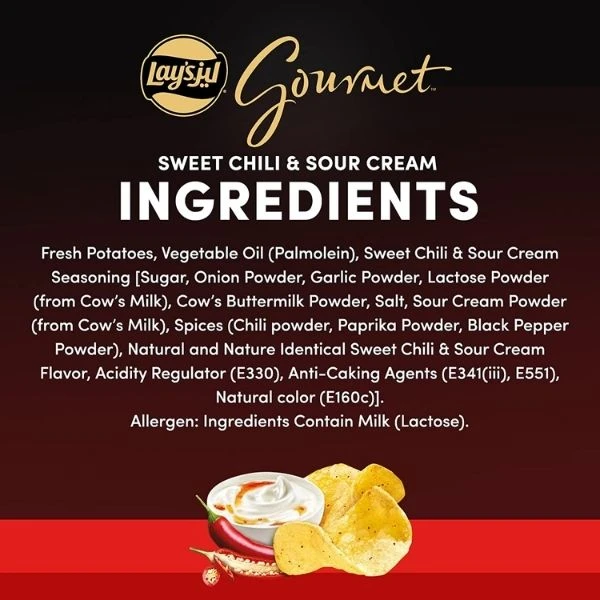 Lay's ليز
Gourmet™
SWEET CHILI & SOUR CREAM
INGREDIENTS
Fresh Potatoes, Vegetable Oil (Palmolein), Sweet Chili & Sour Cream
Seasoning [Sugar, Onion Powder, Garlic Powder, Lactose Powder
(from Cow's Milk), Cow's Buttermilk Powder, Salt, Sour Cream Powder
(from Cow's Milk), Spices (Chili powder, Paprika Powder, Black Pepper
Powder), Natural and Nature Identical Sweet Chili & Sour Cream
Flavor, Acidity Regulator (E330), Anti-Caking Agents (E341(iii), E551),
Natural color (E160c)].
Allergen: Ingredients Contain Milk (Lactose).